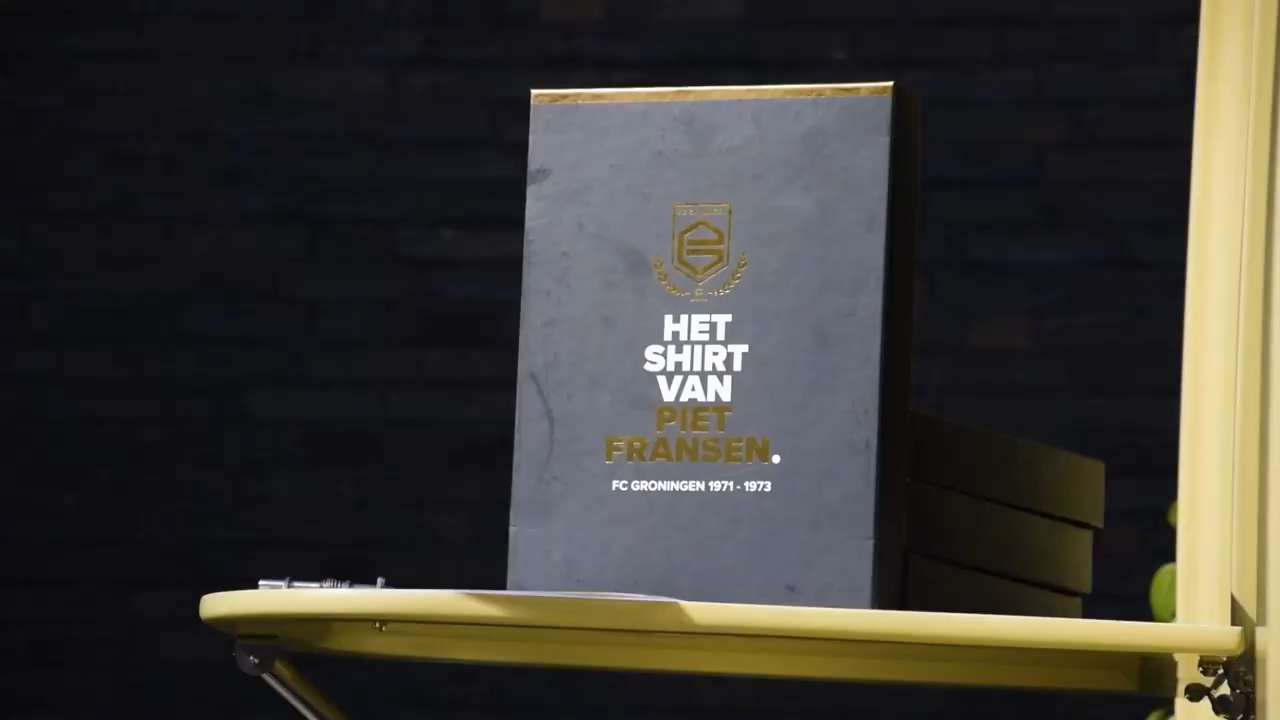 HET
SHIRT
VAN
PIET
FRANSEN.
FC GRONINGEN 1971 - 1973